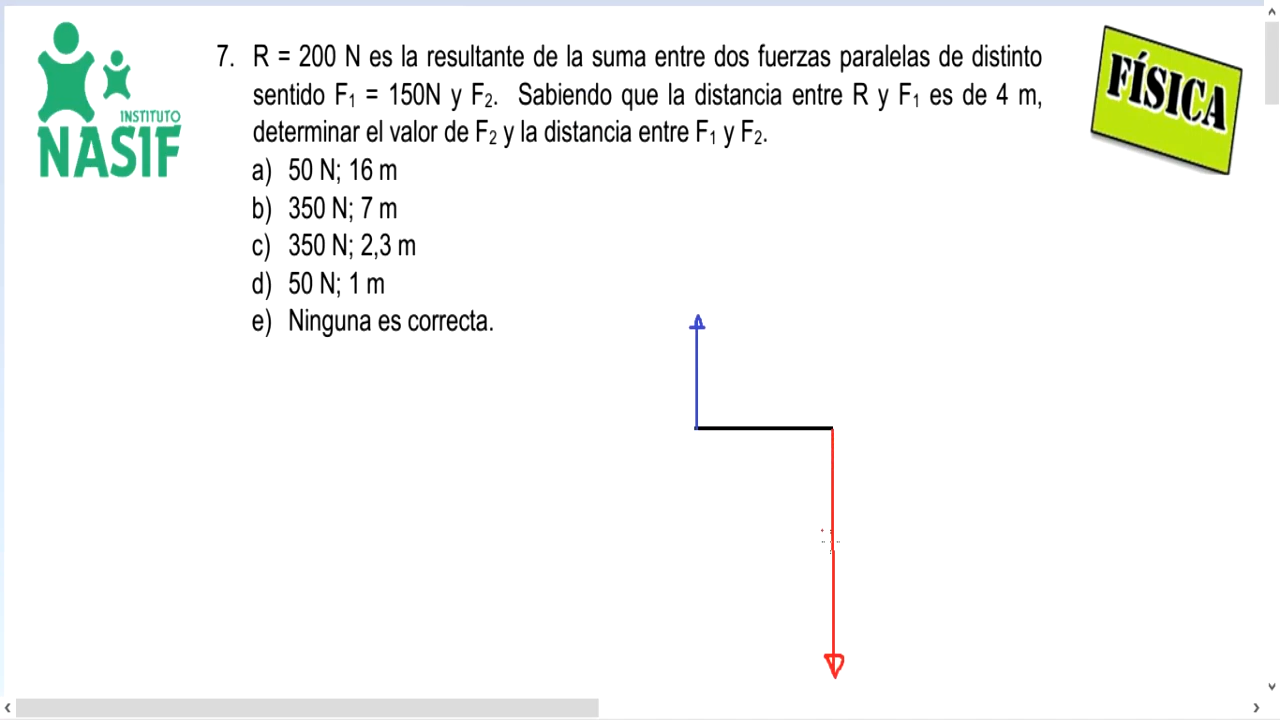 INSTITUTO
NASIF
7. R = 200 N es la resultante de la suma entre dos fuerzas paralelas de distinto
sentido F₁ = 150N y F₂. Sabiendo que la distancia entre R y F₁ es de 4 m,
determinar el valor de F₂ y la distancia entre F₁ y F₂.
a) 50 N; 16 m
b) 350 N; 7 m
c) 350 N; 2,3 m
d) 50 N; 1 m
e) Ninguna es correcta.
FÍSICA